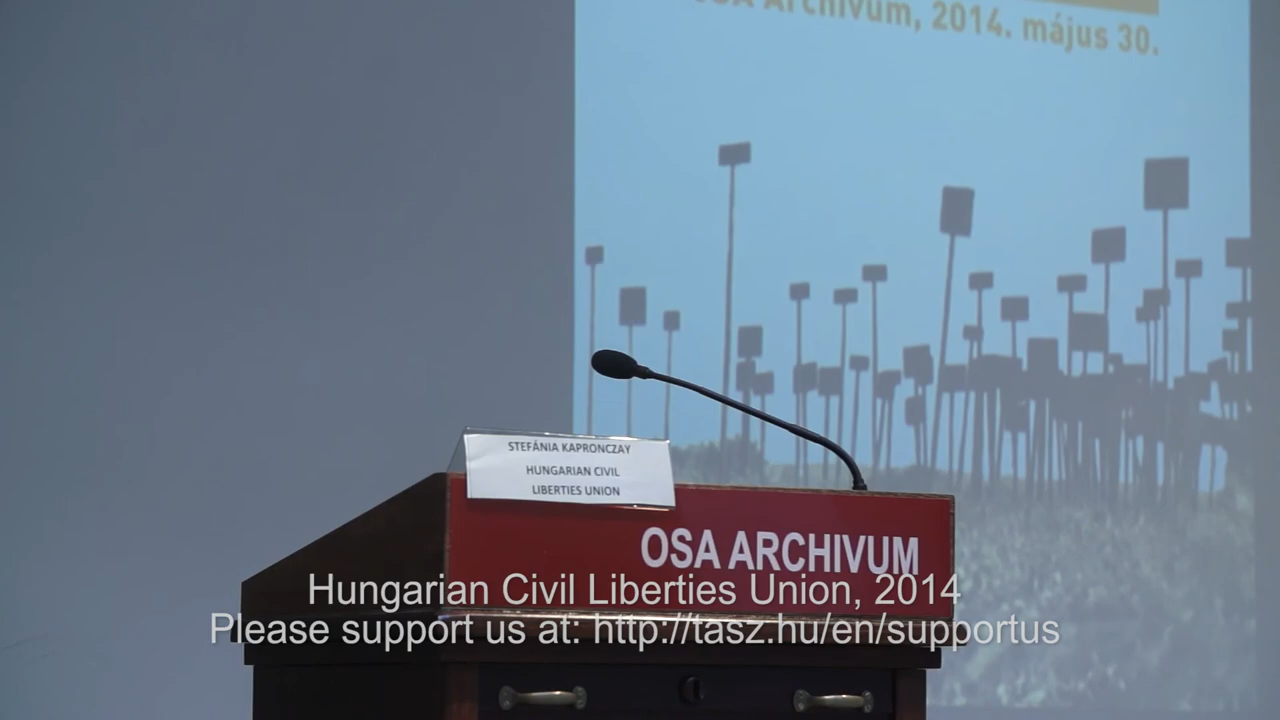 OSA Archivum, 2014. május 30.
STEFÁNIA KAPRONCZAY
HUNGARIAN CIVIL
LIBERTIES UNION
OSA ARCHIVUM
Hungarian Civil Liberties Union, 2014
Please support us at: http://tasz.hu/en/supportus